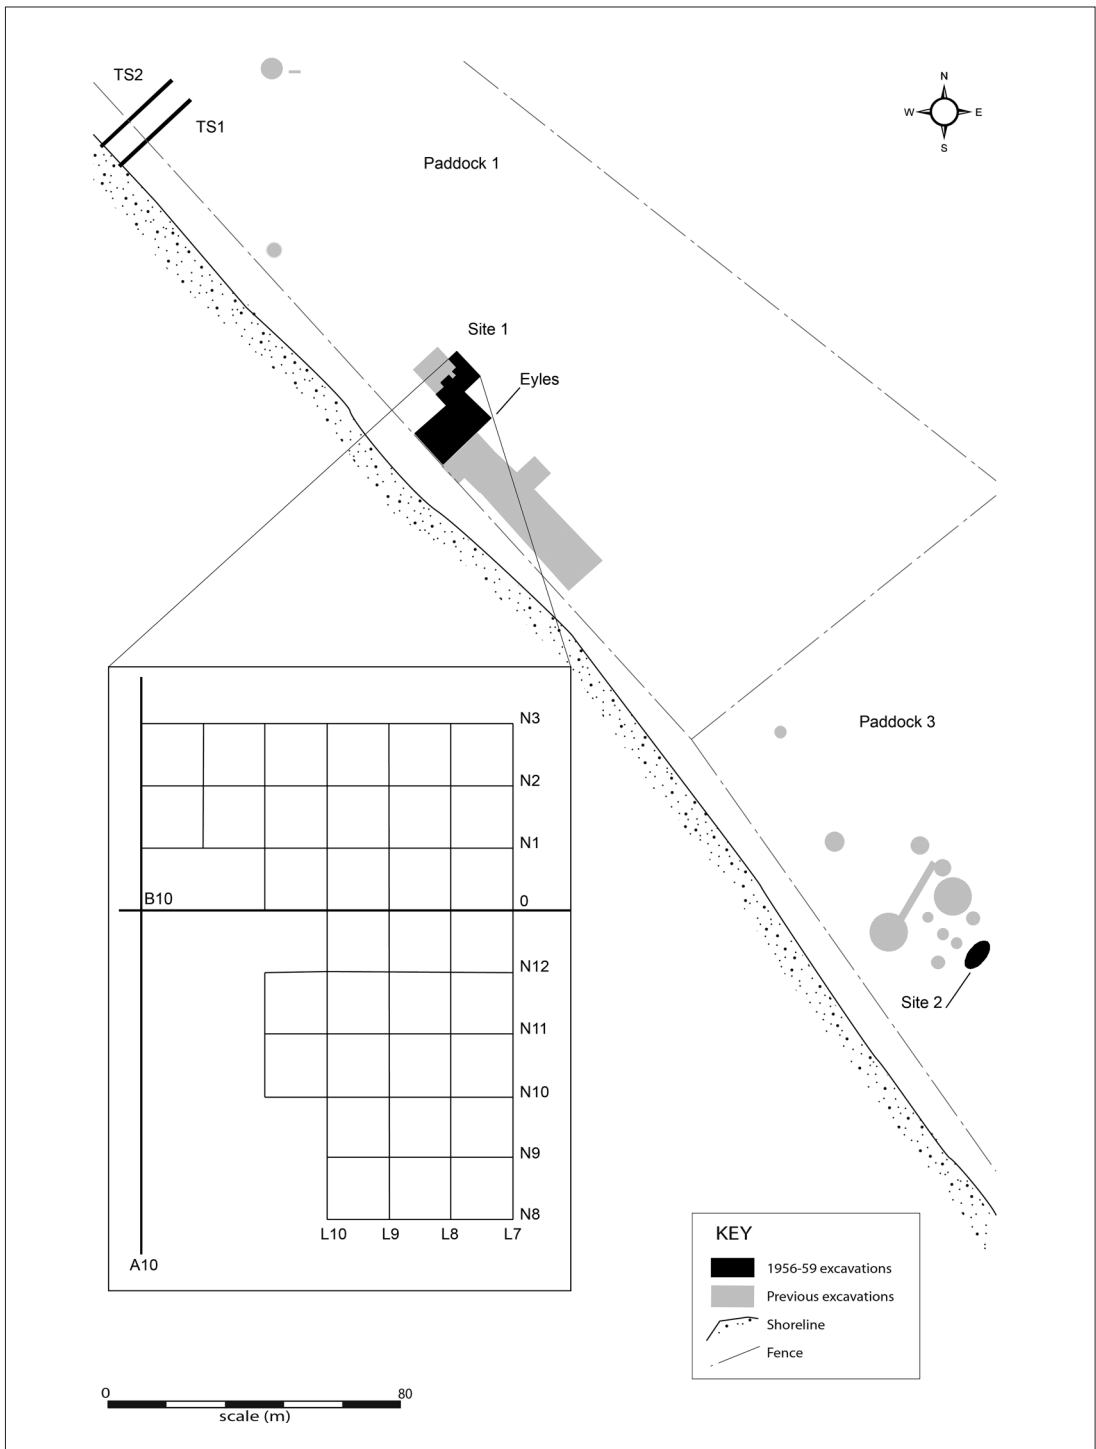 TS2
TS1
N
W E
S
Paddock 1
Site 1
Eyles
Paddock 3
Site 2
N3
N2
N1
B10 0
N12
N11
N10
N9
N8
L10 L9 L8 L7
A10
KEY
1956-59 excavations
Previous excavations
Shoreline
Fence
0 80
scale (m)